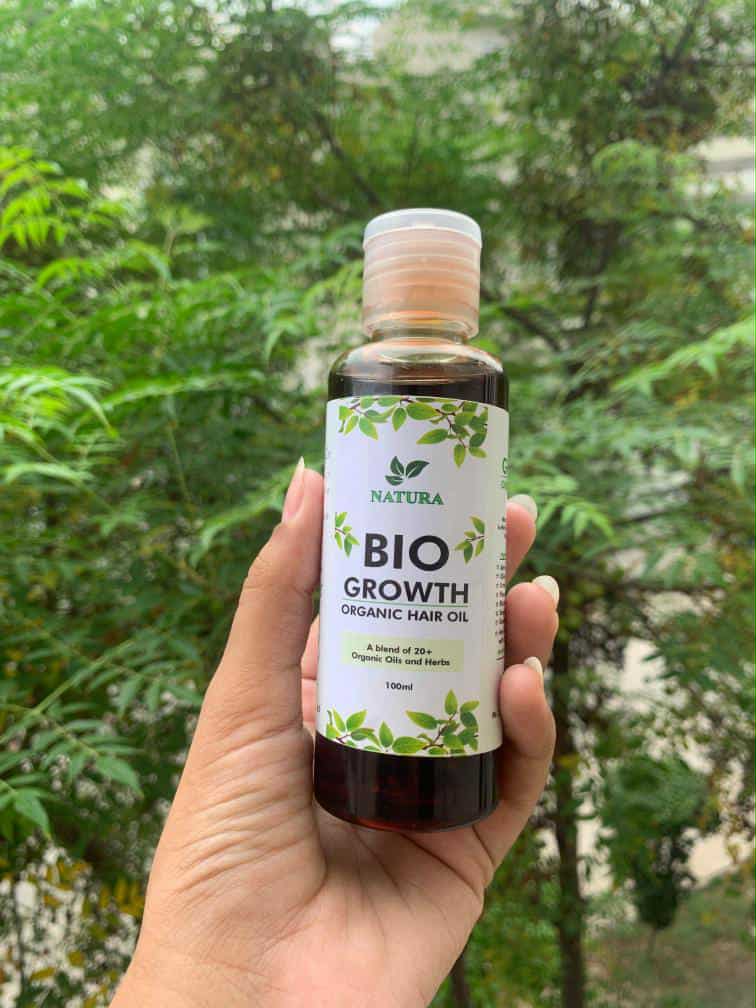 NATURA
BIO
GROWTH
ORGANIC HAIR OIL
A blend of 20+
Organic Oils and Herbs
100ml